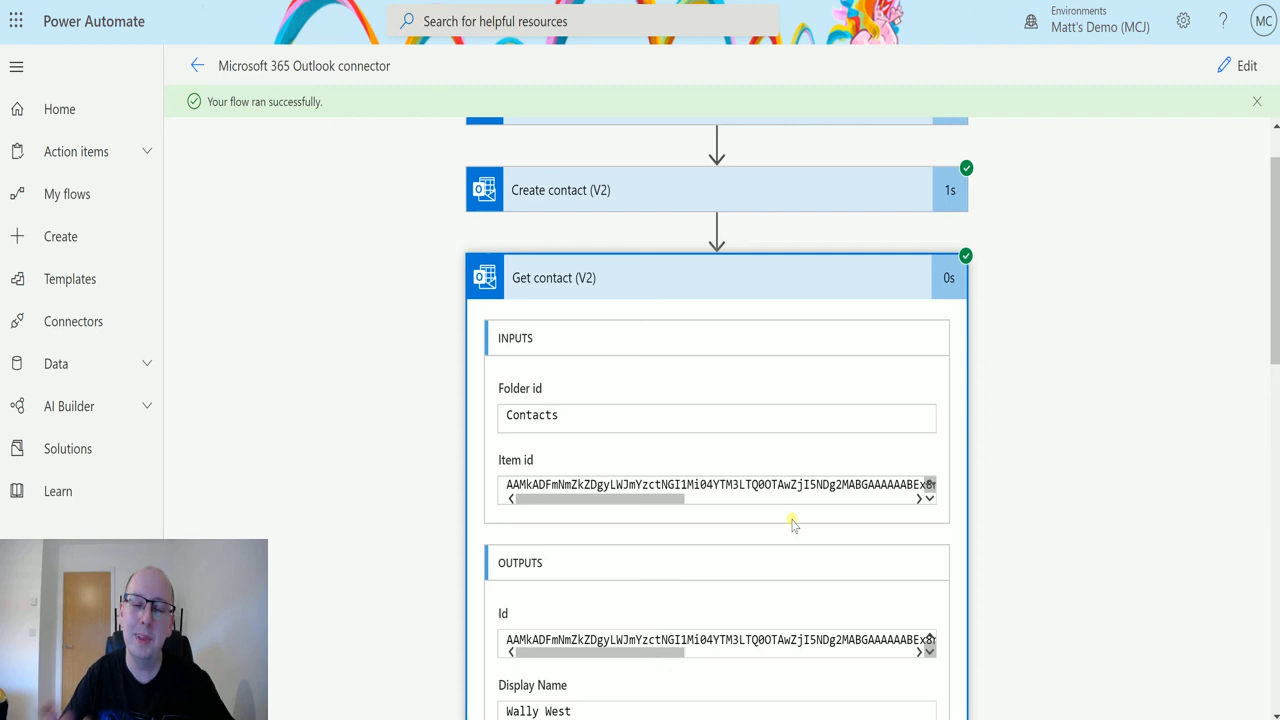 Power Automate
Search for helpful resources
Environments
Matt's Demo (MCJ)
MC
Microsoft 365 Outlook connector
Edit
Your flow ran successfully.
Home
Action items
My flows
Create
Templates
Connectors
Data
AI Builder
Solutions
Learn
Create contact (V2)
1s
Get contact (V2)
0s
INPUTS
Folder id
Contacts
Item id
AAMkADFmNmZkZDgyLWJmYzctNGI1Mi04YTM3LTQ0OTAwZjI5NDg2MABGAAAAAABEx
OUTPUTS
Id
AAMkADFmNmZkZDgyLWJmYzctNGI1Mi04YTM3LTQ0OTAwZjI5NDg2MABGAAAAAABEx
Display Name
Wally West